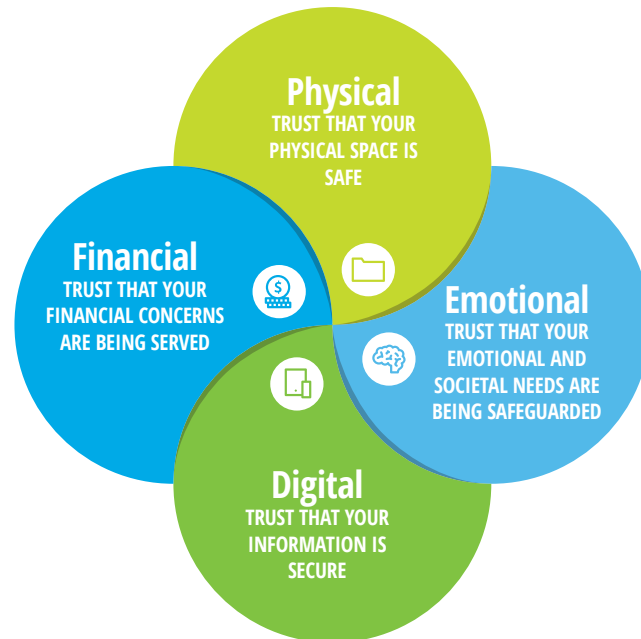 Physical
TRUST THAT YOUR
PHYSICAL SPACE IS
SAFE
Financial
TRUST THAT YOUR
FINANCIAL CONCERNS
ARE BEING SERVED
$
Emotional
TRUST THAT YOUR
EMOTIONAL AND
SOCIETAL NEEDS ARE
BEING SAFEGUARDED
Digital
TRUST THAT YOUR
INFORMATION IS
SECURE